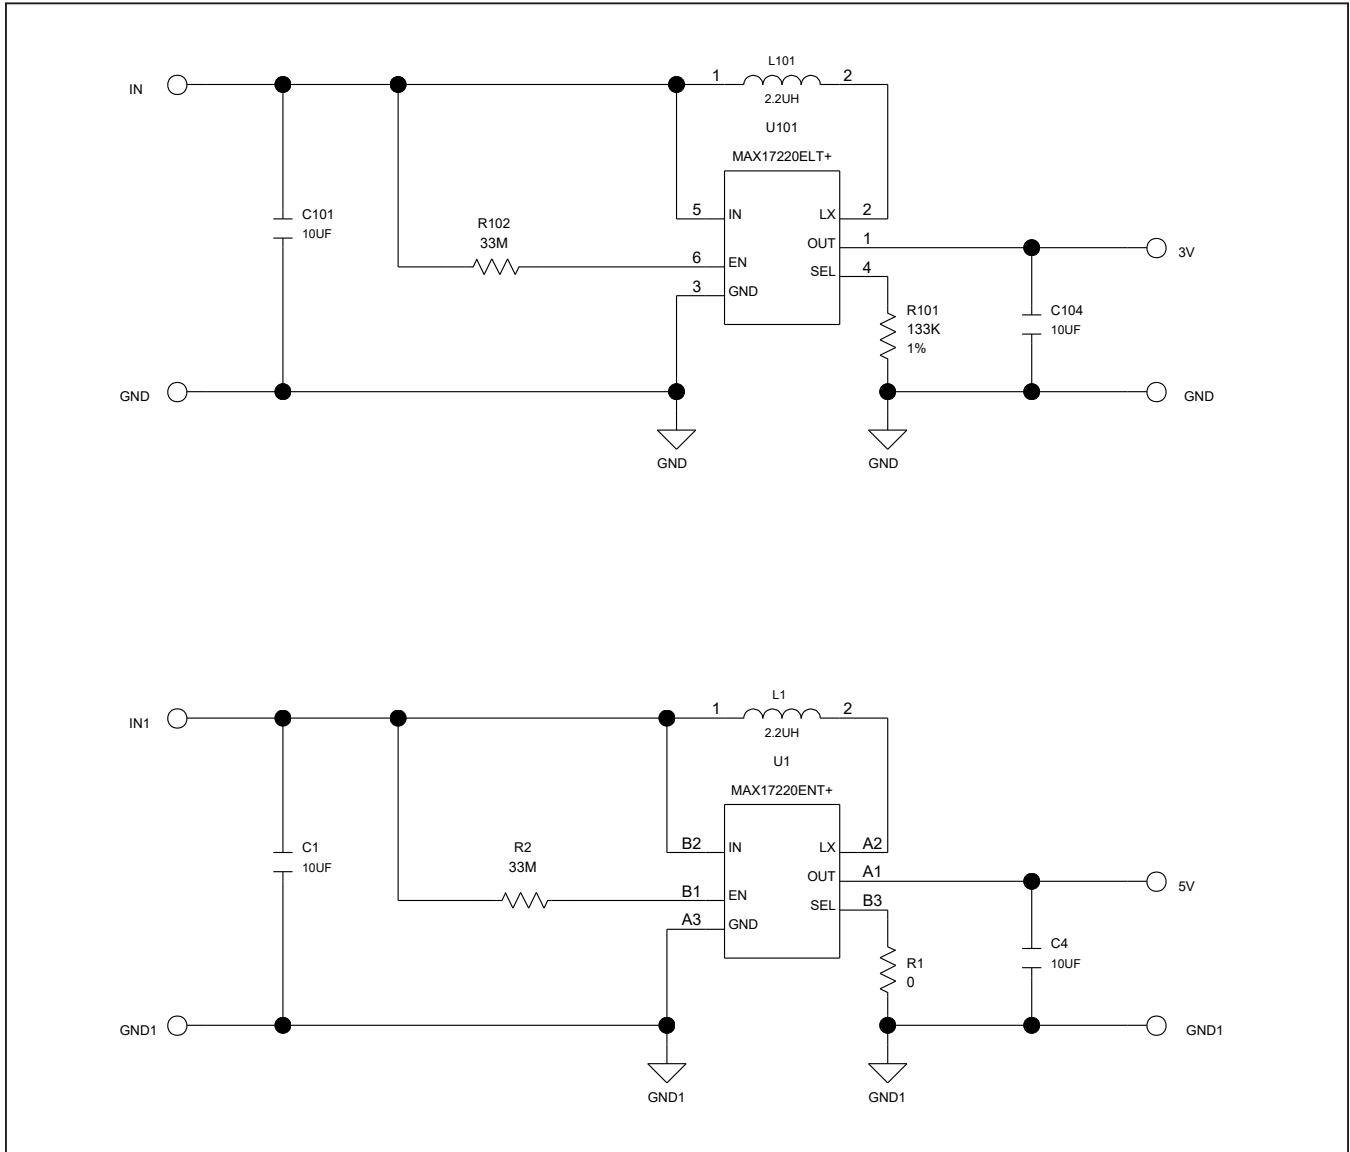 L101
1
2
IN
2.2UH
U101
MAX17220ELT+
C101
10UF
R102
33M
5
IN
LX
2
OUT
1
3V
6
EN
SEL
4
3
GND
R101
133K
1%
C104
10UF
GND
GND
GND
GND
L1
1
2
IN1
2.2UH
U1
MAX17220ENT+
C1
10UF
R2
33M
B2
IN
LX
A2
OUT
A1
5V
B1
EN
SEL
B3
A3
GND
R1
0
C4
10UF
GND1
GND1
GND1
GND1